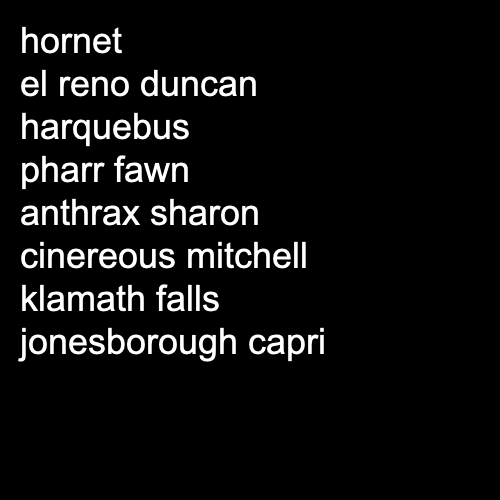 hornet
el reno duncan
harquebus
pharr fawn
anthrax sharon
cinereous mitchell
klamath falls
jonesborough capri